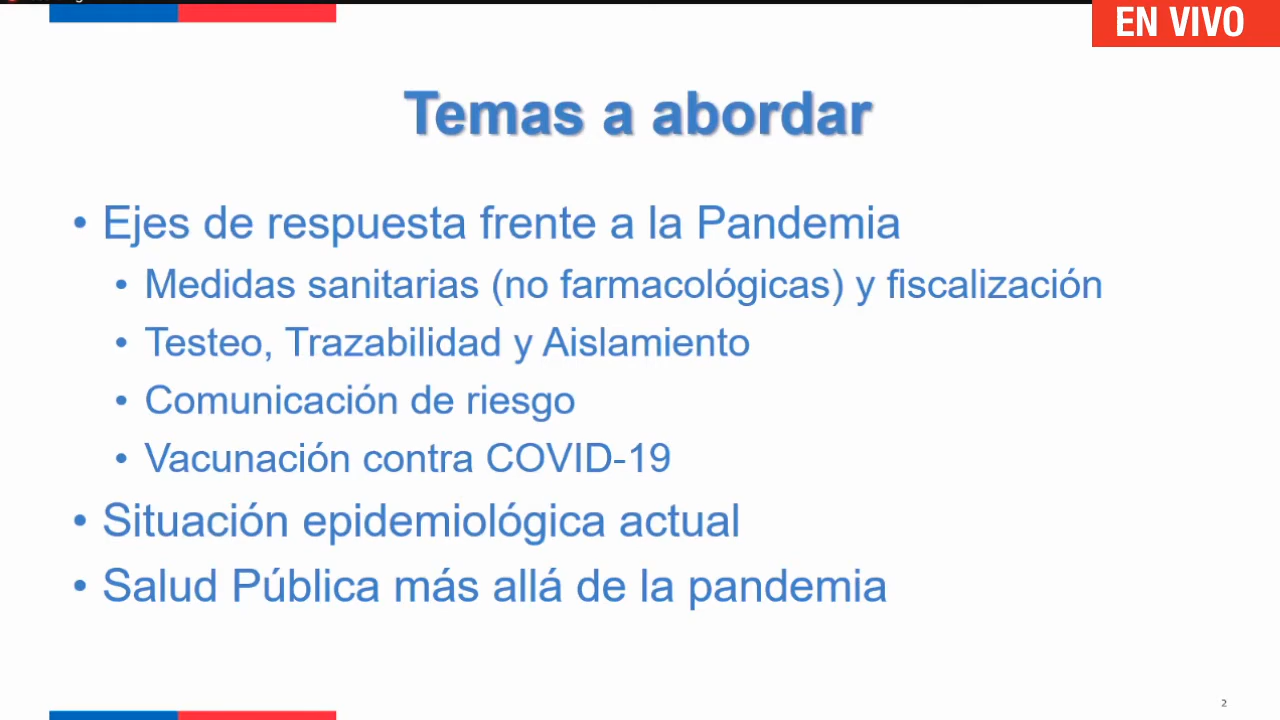 EN VIVO
Temas a abordar
• Ejes de respuesta frente a la Pandemia
• Medidas sanitarias (no farmacológicas) y fiscalización
• Testeo, Trazabilidad y Aislamiento
• Comunicación de riesgo
• Vacunación contra COVID-19
• Situación epidemiológica actual
• Salud Pública más allá de la pandemia
2